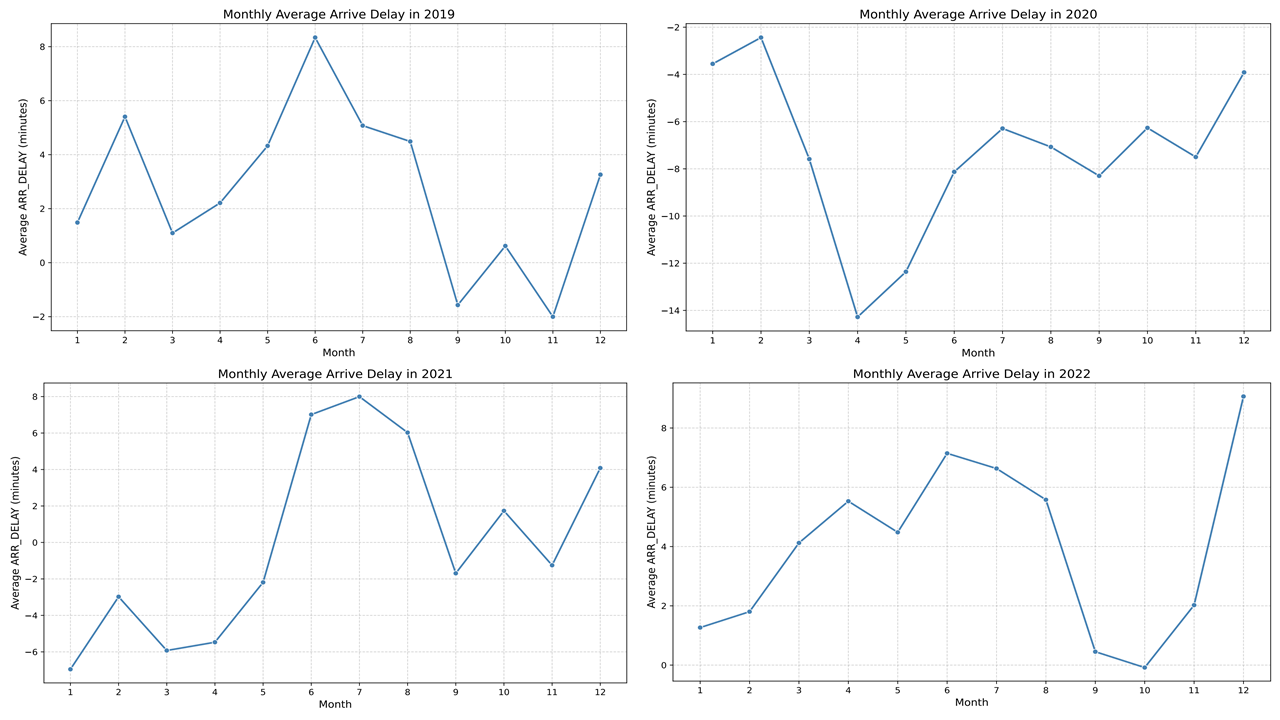 Monthly Average Arrive Delay in 2019
Average ARR_DELAY (minutes)
8
6
4
2
0
−2
1 2 3 4 5 6 7 8 9 10 11 12
Month
Monthly Average Arrive Delay in 2020
Average ARR_DELAY (minutes)
−2
−4
−6
−8
−10
−12
−14
1 2 3 4 5 6 7 8 9 10 11 12
Month
Monthly Average Arrive Delay in 2021
Average ARR_DELAY (minutes)
8
6
4
2
0
−2
−4
−6
1 2 3 4 5 6 7 8 9 10 11 12
Month
Monthly Average Arrive Delay in 2022
Average ARR_DELAY (minutes)
8
6
4
2
0
1 2 3 4 5 6 7 8 9 10 11 12
Month